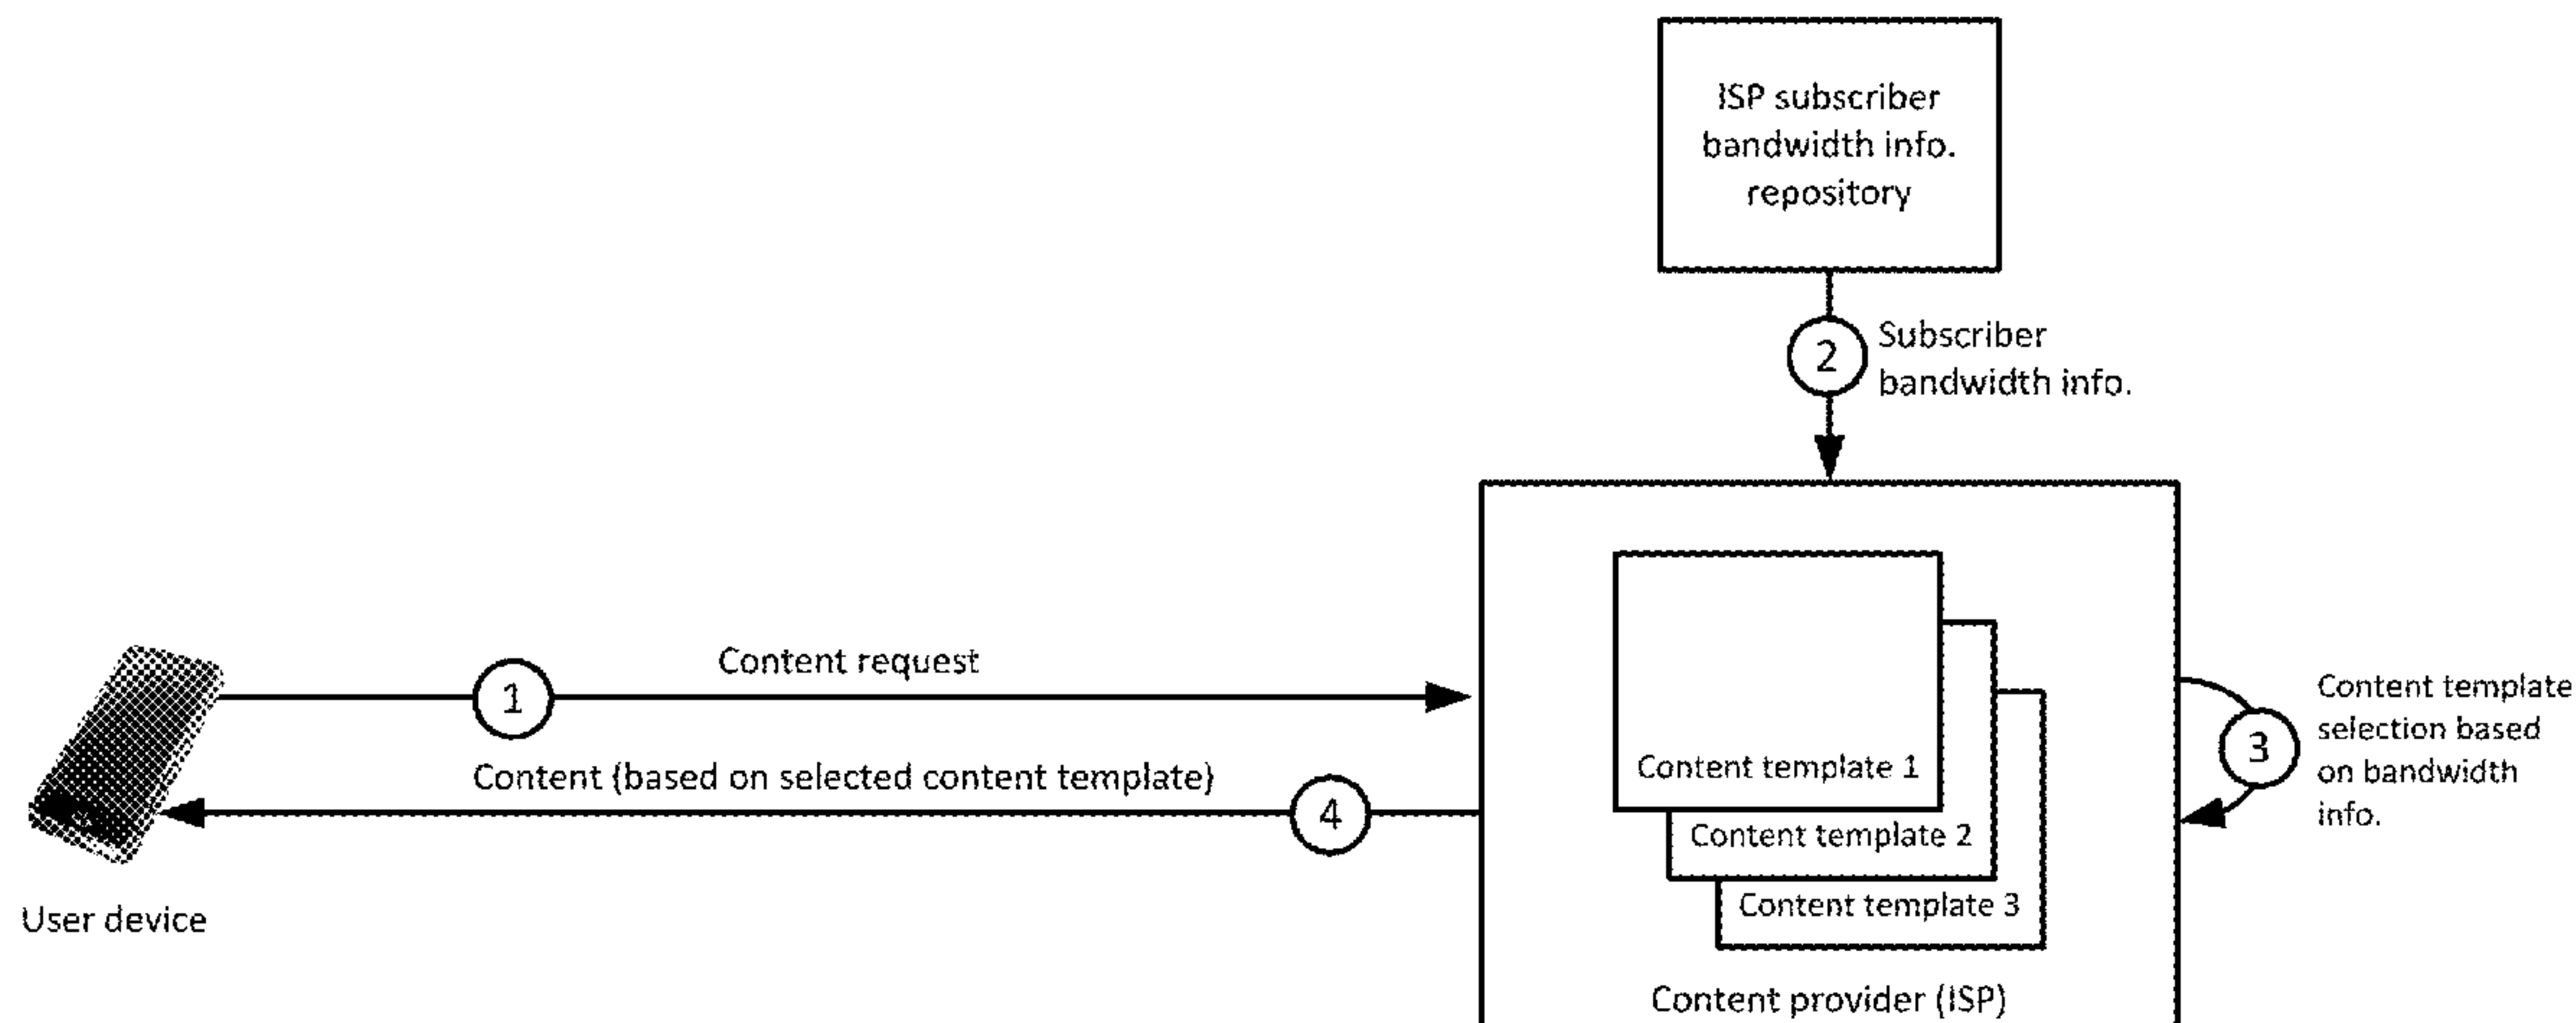 ISP subscriber
bandwidth info.
repository
2
Subscriber
bandwidth info.
Content request
1
Content (based on selected content template)
4
User device
Content template 1
Content template 2
Content template 3
Content provider (ISP)
3
Content template
selection based
on bandwidth
info.